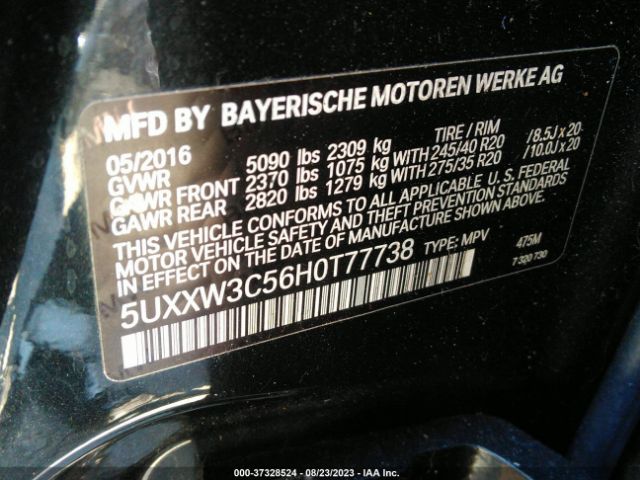 MFD BY BAYERISCHE MOTOREN WERKE AG
05/2016 5090 lbs 2309 kg TIRE / RIM
GVWR
GAWR FRONT 2370 lbs 1075 kg WITH 245/40 R20 / 8.5J x 20
GAWR REAR 2820 lbs 1279 kg WITH 275/35 R20 / 10.0J x 20
THIS VEHICLE CONFORMS TO ALL APPLICABLE U.S. FEDERAL
MOTOR VEHICLE SAFETY AND THEFT PREVENTION STANDARDS
IN EFFECT ON THE DATE OF MANUFACTURE SHOWN ABOVE.
5UXXW3C56H0T77738 TYPE: MPV 475M
7 320 730
000-37328524 - 08/23/2023 - IAA Inc.